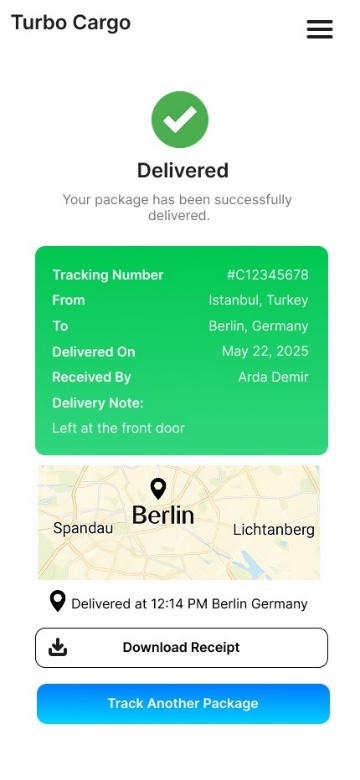 Turbo Cargo
Delivered
Your package has been successfully
delivered.
Tracking Number #C12345678
From Istanbul, Turkey
To Berlin, Germany
Delivered On May 22, 2025
Received By Arda Demir
Delivery Note:
Left at the front door
Berlin
Spandau Lichtanberg
Delivered at 12:14 PM Berlin Germany
Download Receipt
Track Another Package